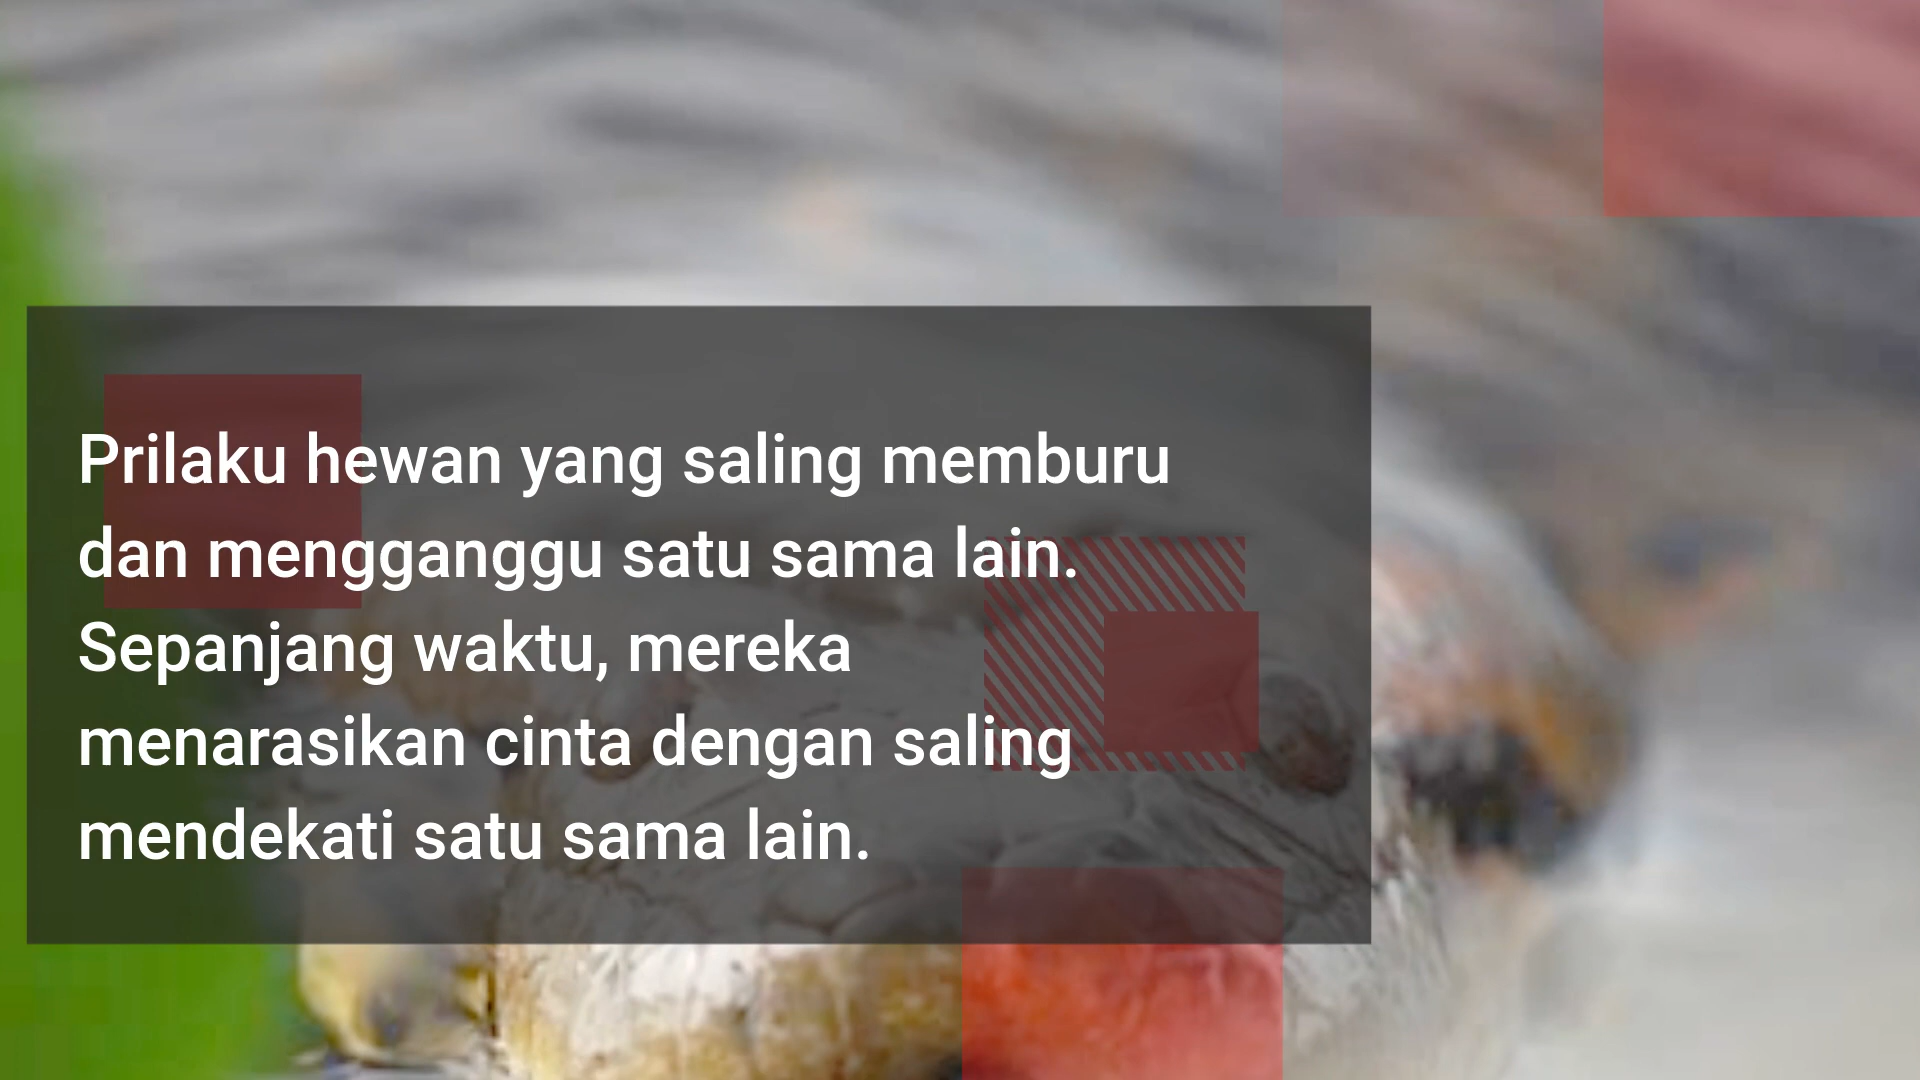 Prilaku hewan yang saling memburu
dan mengganggu satu sama lain.
Sepanjang waktu, mereka
menarasikan cinta dengan saling
mendekati satu sama lain.